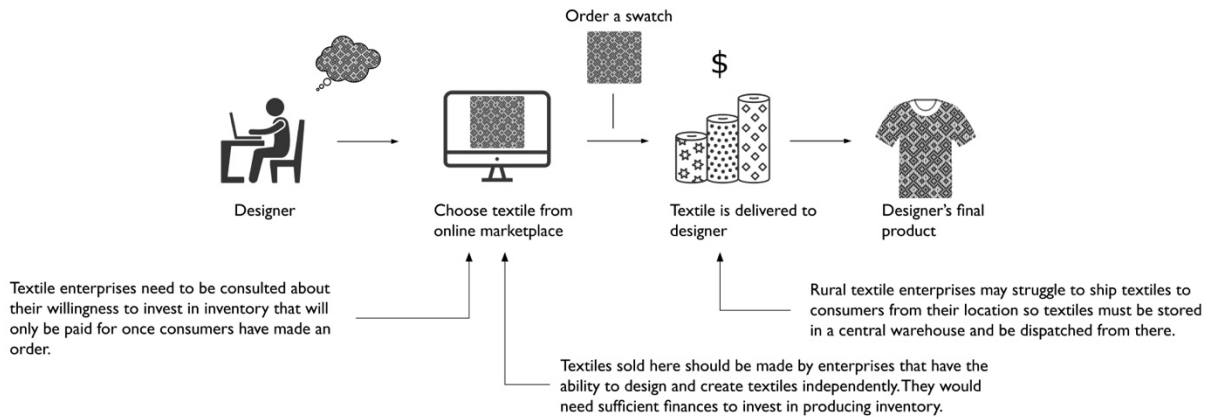 Order a swatch
$
Designer
Choose textile from
online marketplace
Textile is delivered to
designer
Designer's final
product
Textile enterprises need to be consulted about
their willingness to invest in inventory that will
only be paid for once consumers have made an
order.
Rural textile enterprises may struggle to ship textiles to
consumers from their location so textiles must be stored
in a central warehouse and be dispatched from there.
Textiles sold here should be made by enterprises that have the
ability to design and create textiles independently. They would
need sufficient finances to invest in producing inventory.